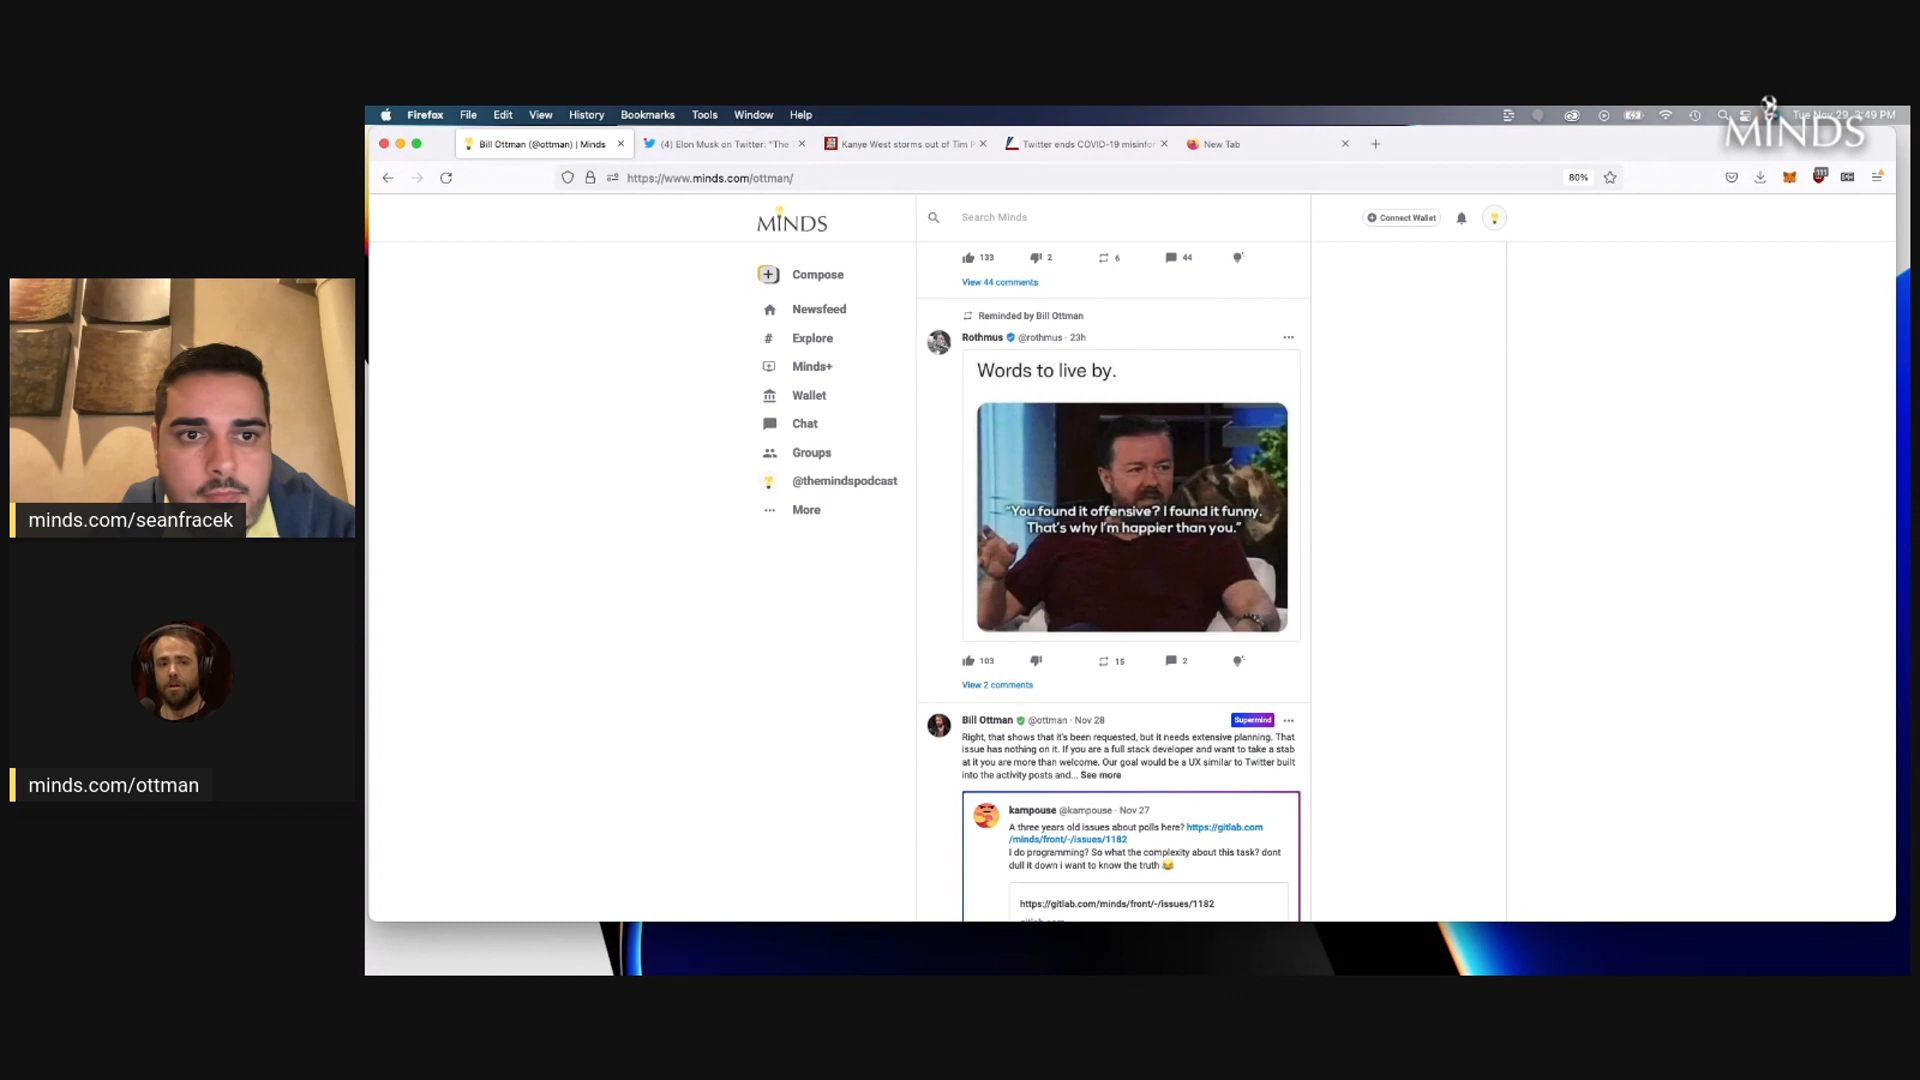 Firefox File Edit View History Bookmarks Tools Window Help
Tue Nov 29 3:49 PM
MINDS
Bill Ottman (@ottman) | Minds
(4) Elon Musk on Twitter: "The
Kanye West storms out of Tim
Twitter ends COVID-19 misinfor
New Tab
https://www.minds.com/ottman/
80%
MINDS
Search Minds
Connect Wallet
Compose
Newsfeed
Explore
Minds+
Wallet
Chat
Groups
@themindspodcast
More
133 2 6 44
View 44 comments
Reminded by Bill Ottman
Rothmus @rothmus · 23h
Words to live by.
"You found it offensive? I found it funny.
That's why I'm happier than you."
103 15 2
View 2 comments
Bill Ottman @ottman · Nov 28
Supermind
Right, that shows that it's been requested, but it needs extensive planning. That
issue has nothing on it. If you are a full stack developer and want to take a stab
at it you are more than welcome. Our goal would be a UX similar to Twitter built
into the activity posts and... See more
kampouse @kampouse · Nov 27
A three years old issues about polls here? https://gitlab.com
/minds/front/-/issues/1182
I do programming? So what the complexity about this task? dont
dull it down i want to know the truth 😂
https://gitlab.com/minds/front/-/issues/1182
minds.com/seanfracek
minds.com/ottman